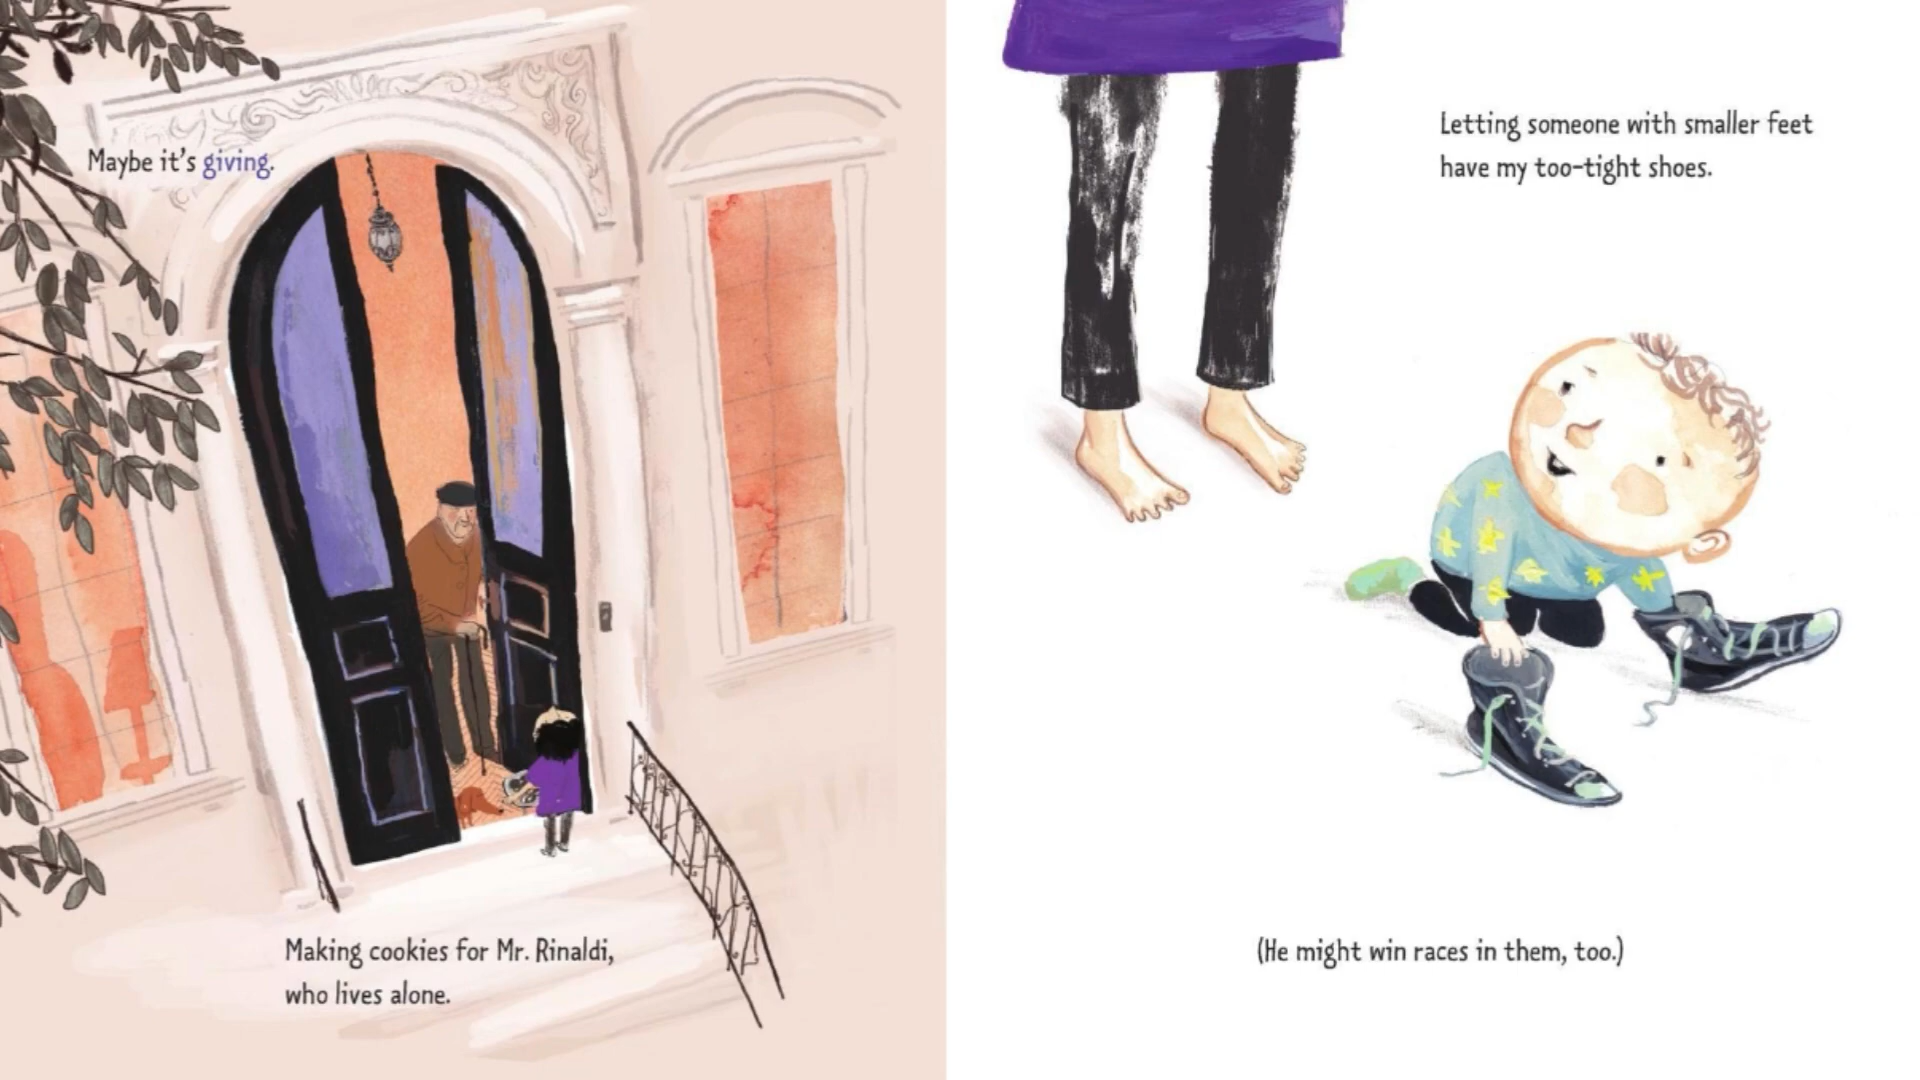 Maybe it's giving.
Making cookies for Mr. Rinaldi,
who lives alone.
Letting someone with smaller feet
have my too-tight shoes.
(He might win races in them, too.)